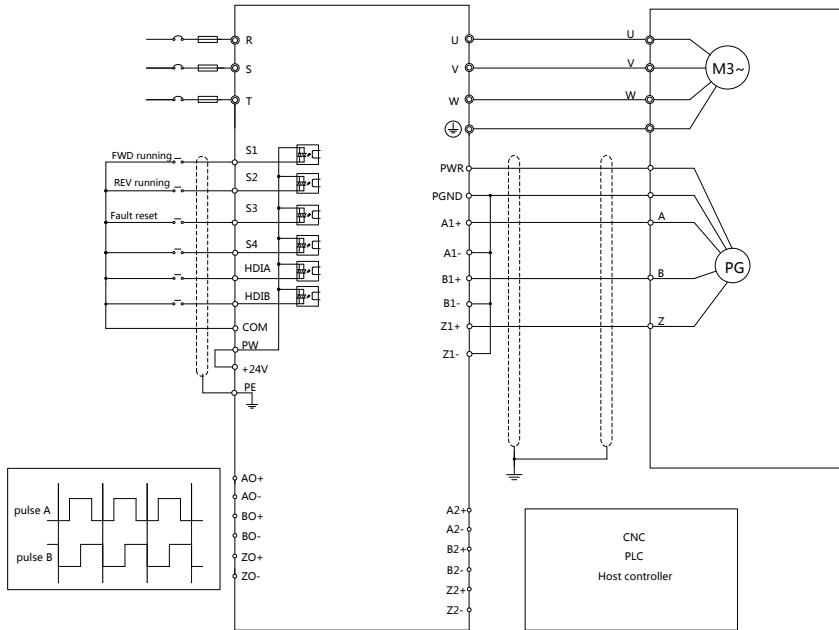 R
S
T
U
V
W
U
V
W
M3~
FWD running
REV running
Fault reset
S1
S2
S3
S4
HDIA
HDIB
COM
PW
+24V
PE
PWR
PGND
A1+
A1-
B1+
B1-
Z1+
Z1-
A
B
Z
PG
pulse A
pulse B
AO+
AO-
BO+
BO-
ZO+
ZO-
A2+
A2-
B2+
B2-
Z2+
Z2-
CNC
PLC
Host controller